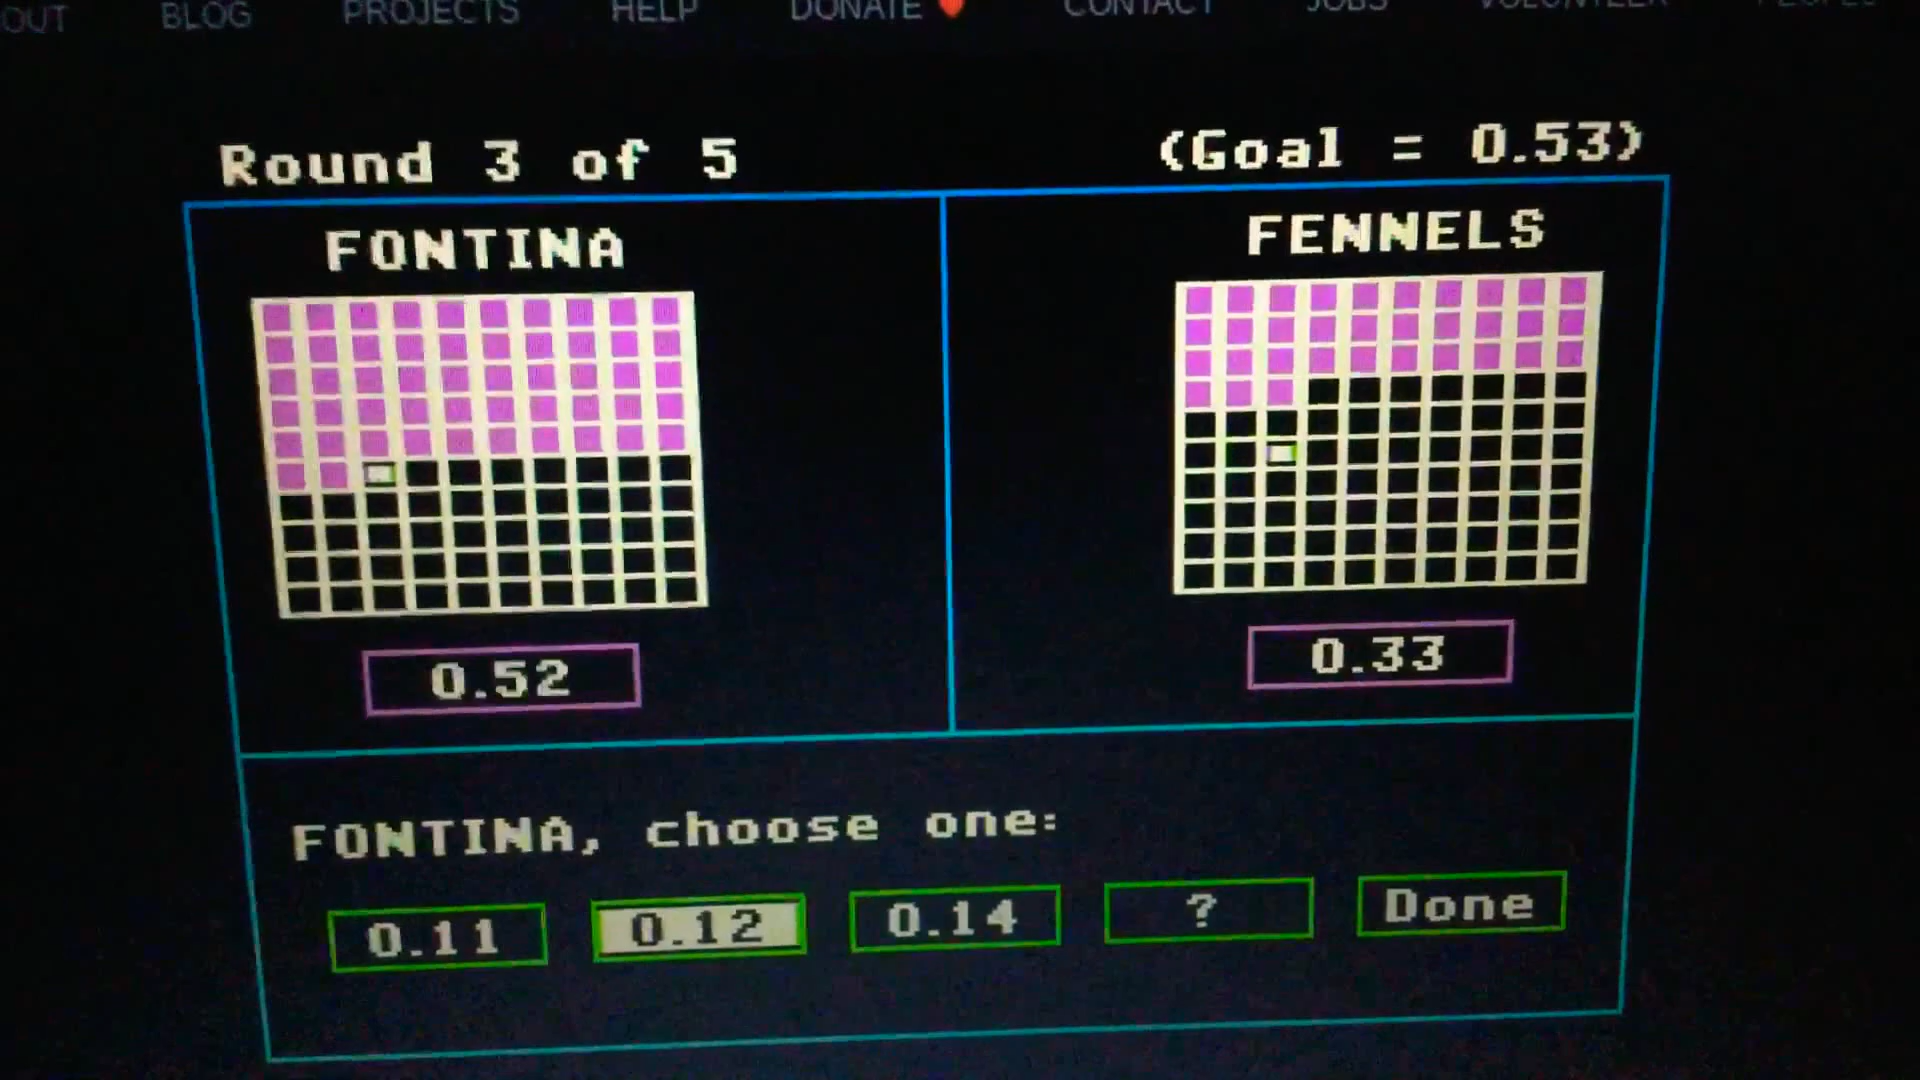 BLOG PROJECTS HELP DONATE CONTACT JOBS VOLUNTEER
Round 3 of 5
(Goal = 0.53)
FONTINA
FENNELS
0.52
0.33
FONTINA, choose one:
0.11 0.12 0.14 ? Done